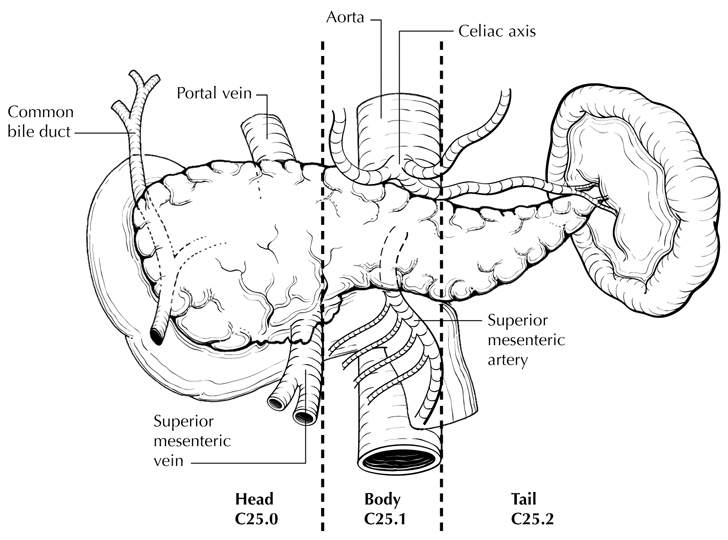 Aorta
Celiac axis
Portal vein
Common
bile duct
Superior
mesenteric
artery
Superior
mesenteric
vein
Head
C25.0
Body
C25.1
Tail
C25.2